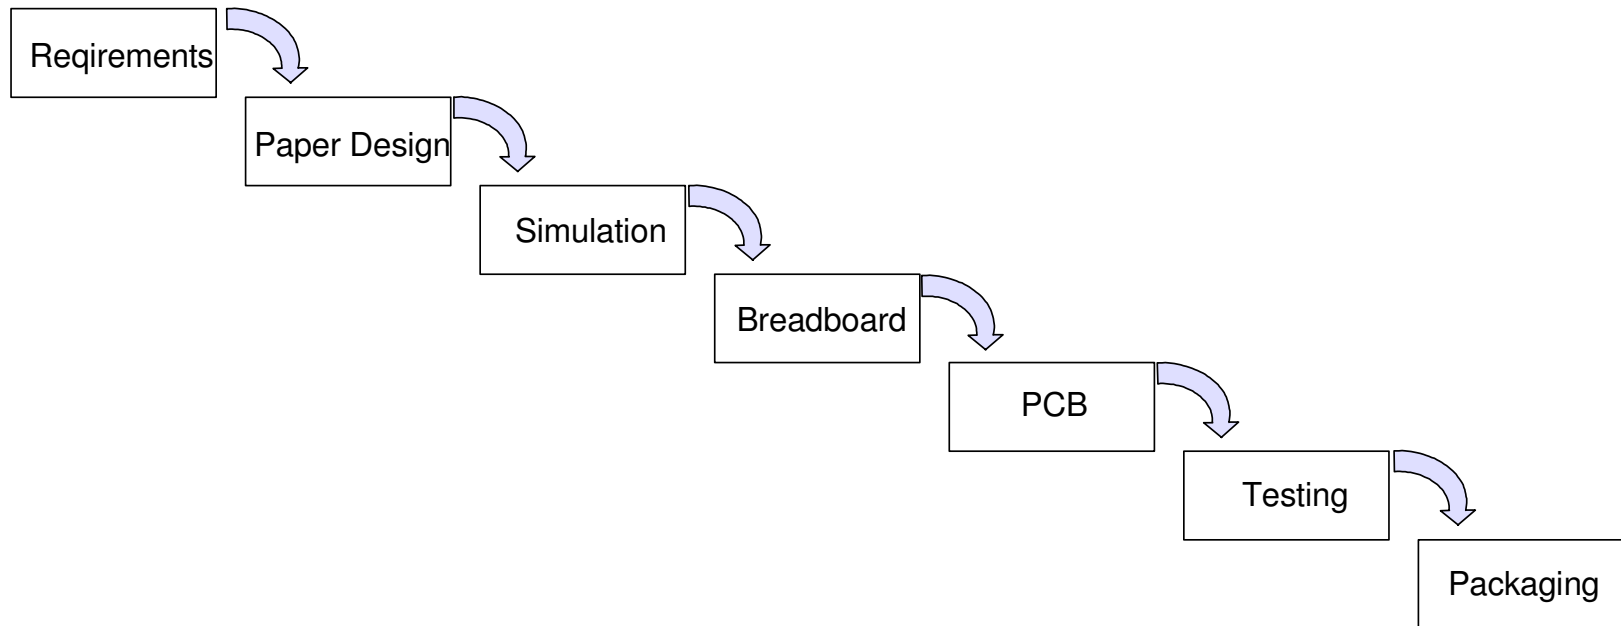 Reqirements
Paper Design
Simulation
Breadboard
PCB
Testing
Packaging